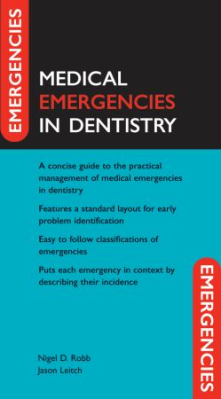 EMERGENCIES
MEDICAL
EMERGENCIES
IN DENTISTRY
A concise guide to the practical
management of medical emergencies
in dentistry
Features a standard layout for early
problem identification
Easy to follow classifications of
emergencies
Puts each emergency in context by
describing their incidence
Nigel D. Robb
Jason Leitch
EMERGENCIES